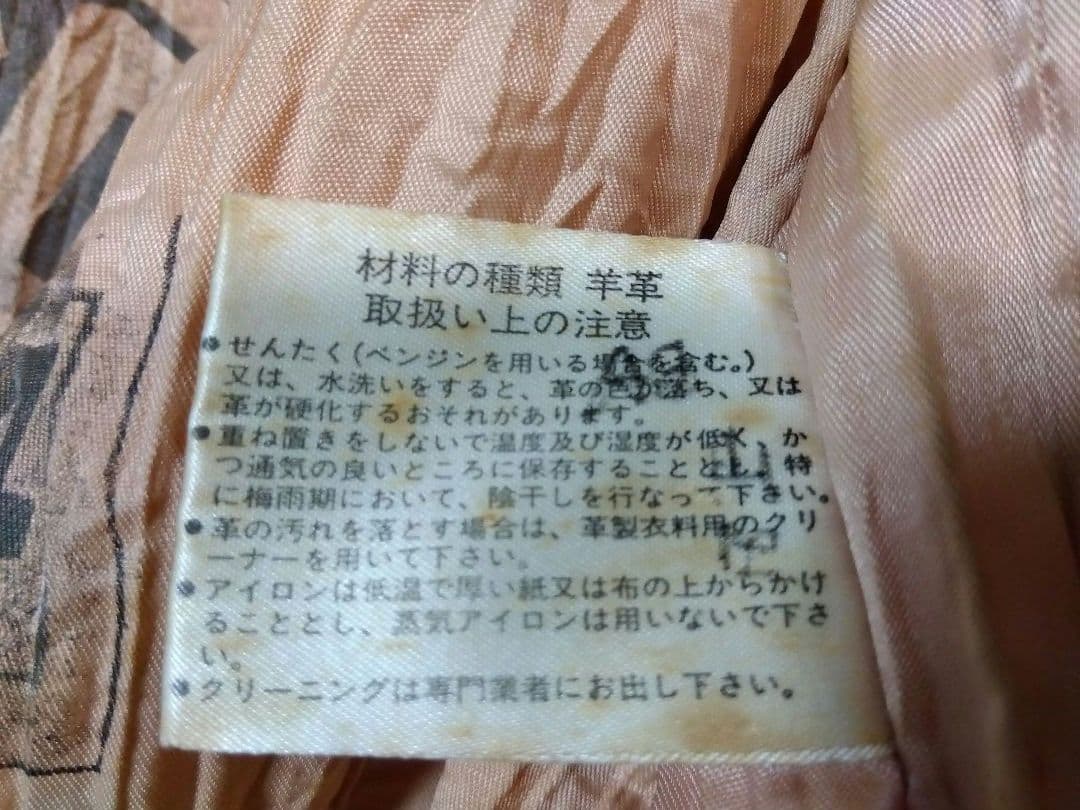 材料の種類 羊革
取扱い上の注意
●せんたく(ベンジンを用いる場合を含む。)
又は、水洗いをすると、革の色が落ち、又は
革が硬化するおそれがあります。
●重ね置きをしないで温度及び湿度が低く、か
つ通気の良いところに保存することとし、特
に梅雨期において、陰干しを行なって下さい。
●革の汚れを落とす場合は、革製衣料用のクリ
ーナーを用いて下さい。
●アイロンは低温で厚い紙又は布の上からかけ
ることとし、蒸気アイロンは用いないで下さ
い。
●クリーニングは専門業者にお出し下さい。